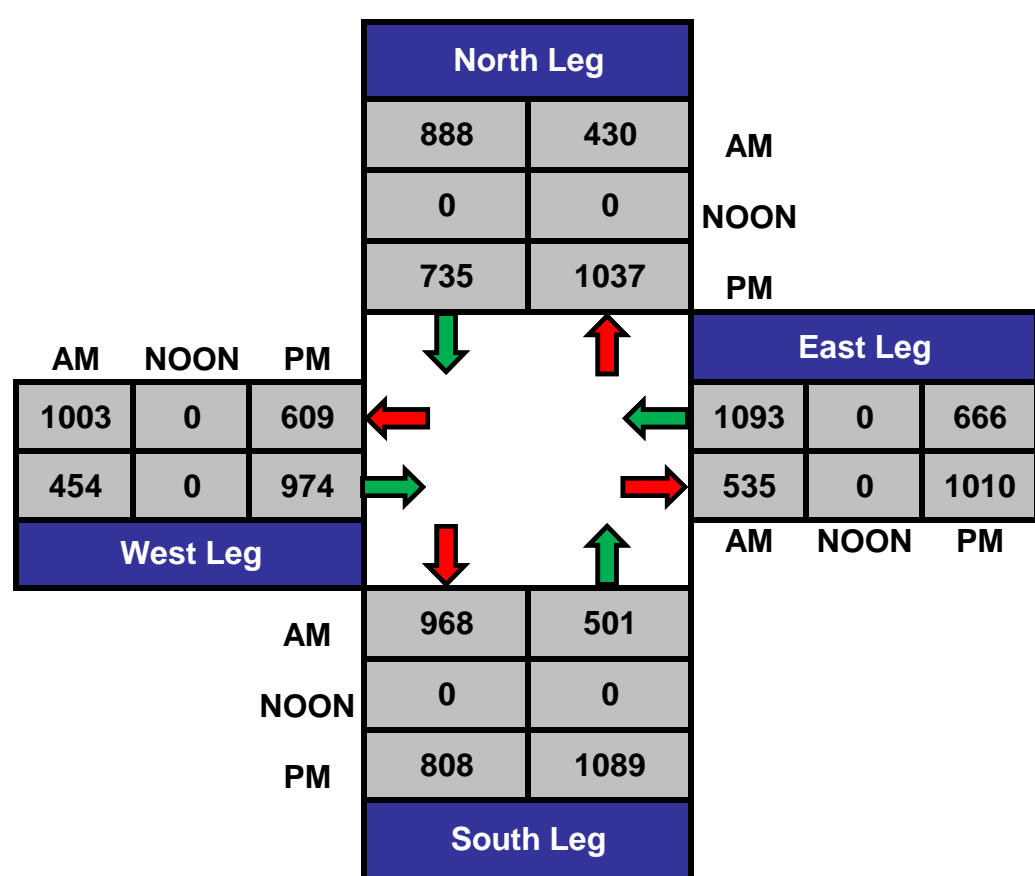 North Leg
888 430 AM
0 0 NOON
735 1037 PM
AM NOON PM
East Leg
1003 0 609
1093 0 666
454 0 974
535 0 1010
West Leg
AM NOON PM
AM 968 501
NOON 0 0
PM 808 1089
South Leg